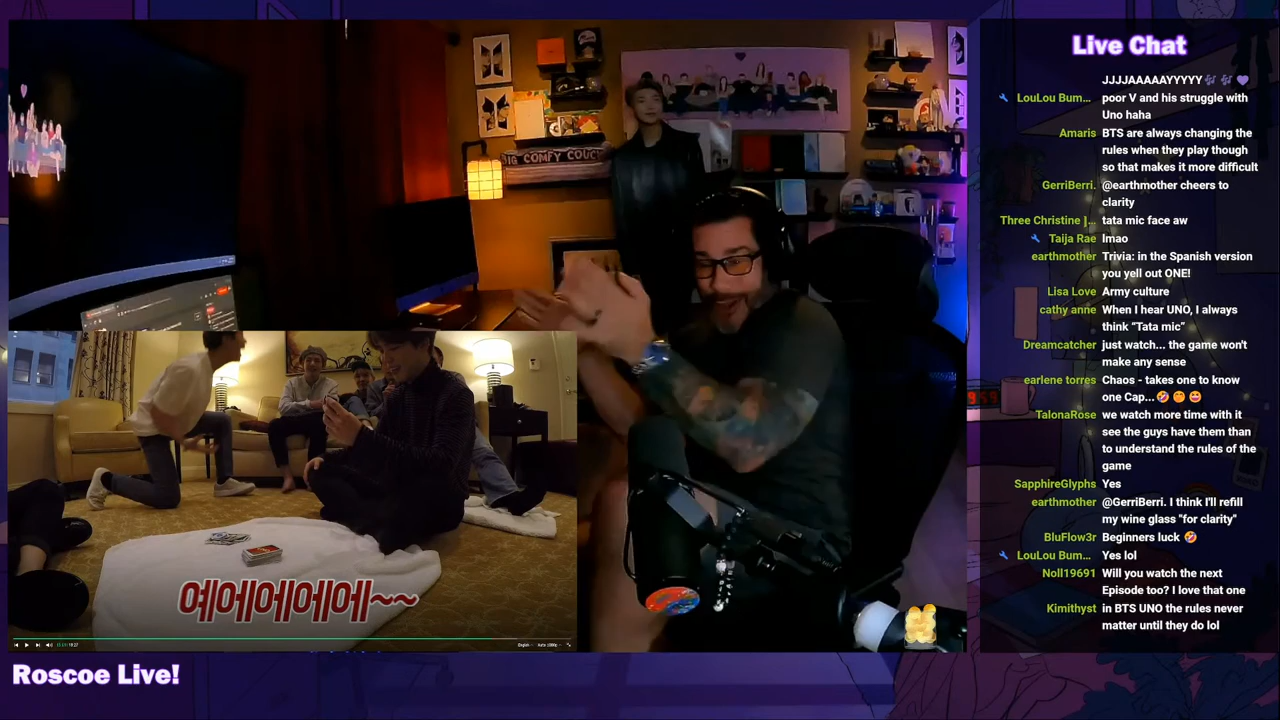 Live Chat
JJJJAAAAAYYYYY🎶 🎶 💜
LouLou Bum... poor V and his struggle with
Uno haha
Amaris BTS are always changing the
rules when they play though
so that makes it more difficult
GerriBerri. @earthmother cheers to
clarity
Three Christine |... tata mic face aw
Taija Rae lmao
earthmother Trivia: in the Spanish version
you yell out ONE!
Lisa Love Army culture
cathy anne When I hear UNO, I always
think “Tata mic”
Dreamcatcher just watch... the game won't
make any sense
earlene torres Chaos - takes one to know
one Cap...🤣 🤭 😜
TalonaRose we watch more time with it
see the guys have them than
to understand the rules of the
game
SapphireGlyphs Yes
earthmother @GerriBerri. I think I'll refill
my wine glass "for clarity"
BluFlow3r Beginners luck 🤣
LouLou Bum... Yes lol
Noll19691 Will you watch the next
Episode too? I love that one
Kimithyst in BTS UNO the rules never
matter until they do lol
BIG COMFY COUCH
9:59
예에에에에~~
English
Auto (1080p)
Roscoe Live!